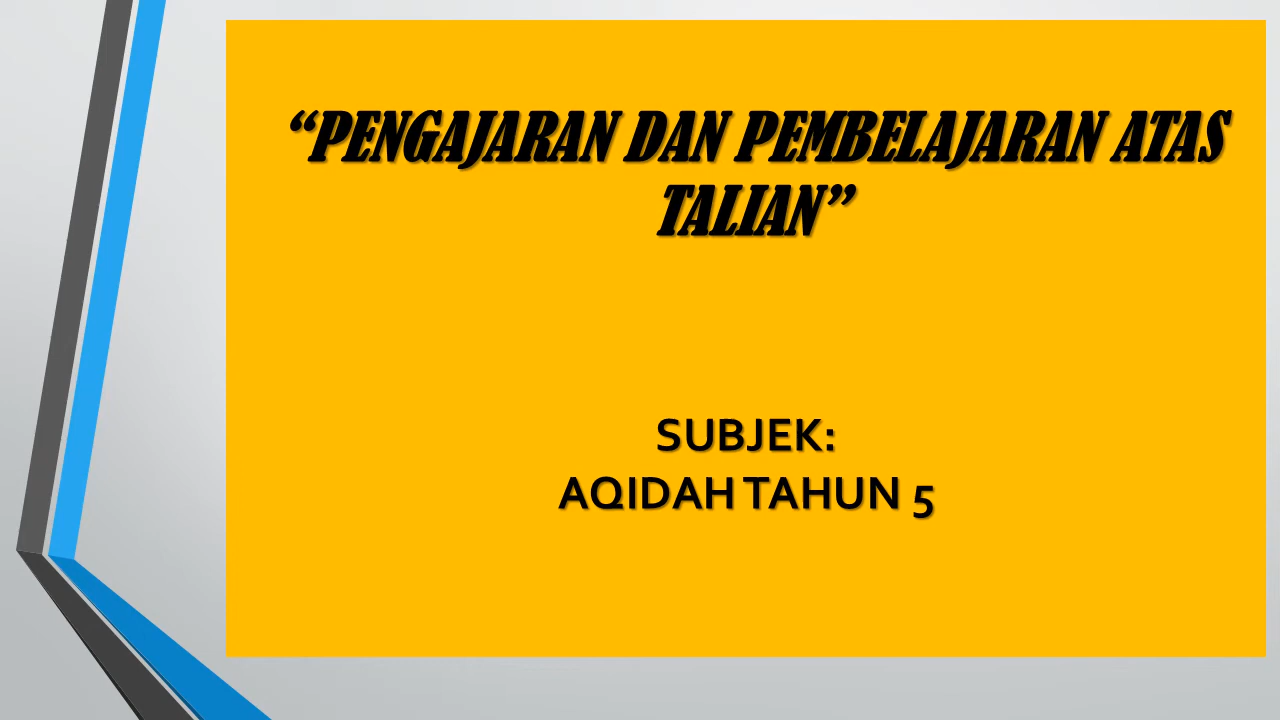 “PENGAJARAN DAN PEMBELAJARAN ATAS
TALIAN”
SUBJEK:
AQIDAH TAHUN 5